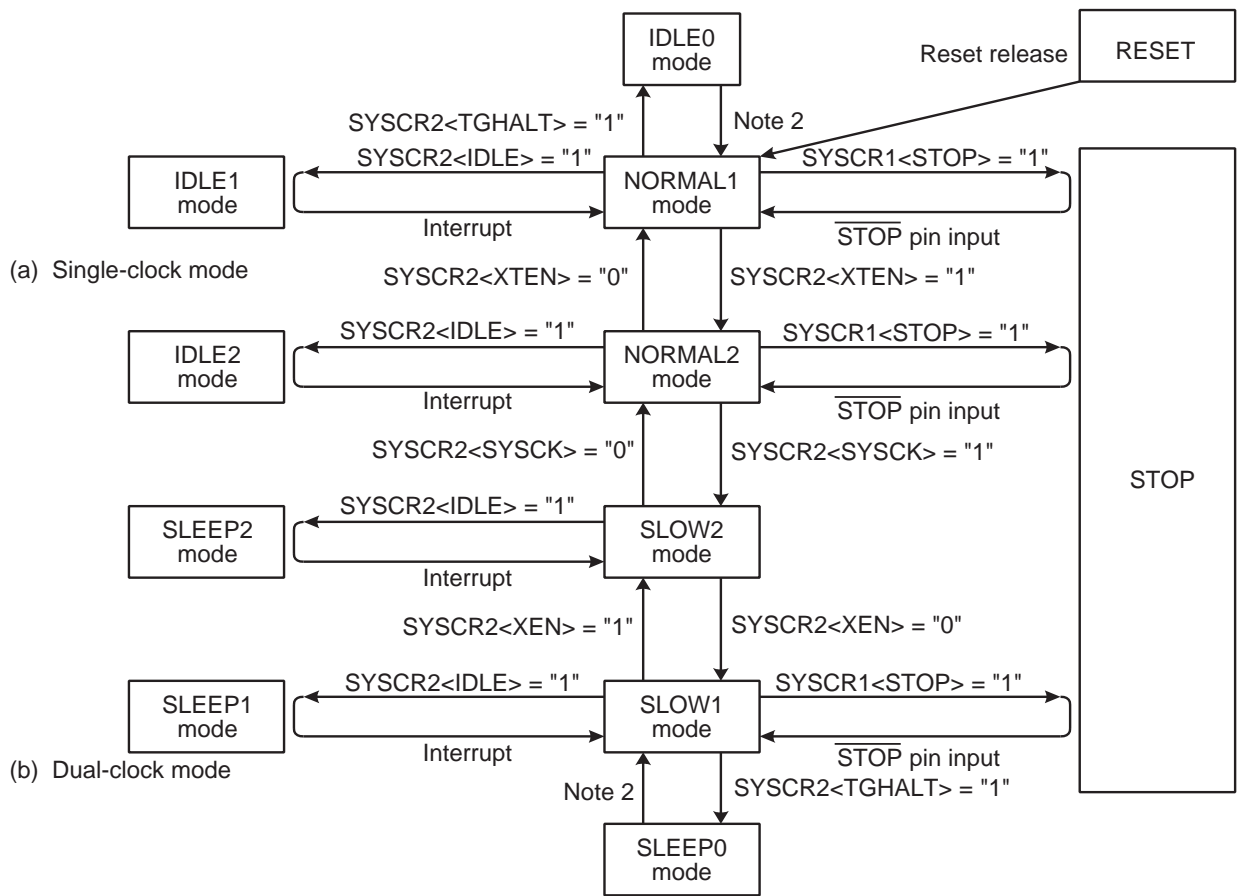 IDLE0
mode
Reset release
RESET
SYSCR2<TGHALT> = "1"
Note 2
SYSCR2<IDLE> = "1"
SYSCR1<STOP> = "1"
IDLE1
mode
NORMAL1
mode
Interrupt
STOP pin input
(a) Single-clock mode
SYSCR2<XTEN> = "0"
SYSCR2<XTEN> = "1"
SYSCR2<IDLE> = "1"
SYSCR1<STOP> = "1"
IDLE2
mode
NORMAL2
mode
Interrupt
STOP pin input
SYSCR2<SYSCK> = "0"
SYSCR2<SYSCK> = "1"
STOP
SYSCR2<IDLE> = "1"
SLEEP2
mode
SLOW2
mode
Interrupt
SYSCR2<XEN> = "1"
SYSCR2<XEN> = "0"
SYSCR2<IDLE> = "1"
SYSCR1<STOP> = "1"
SLEEP1
mode
SLOW1
mode
Interrupt
STOP pin input
(b) Dual-clock mode
Note 2
SYSCR2<TGHALT> = "1"
SLEEP0
mode